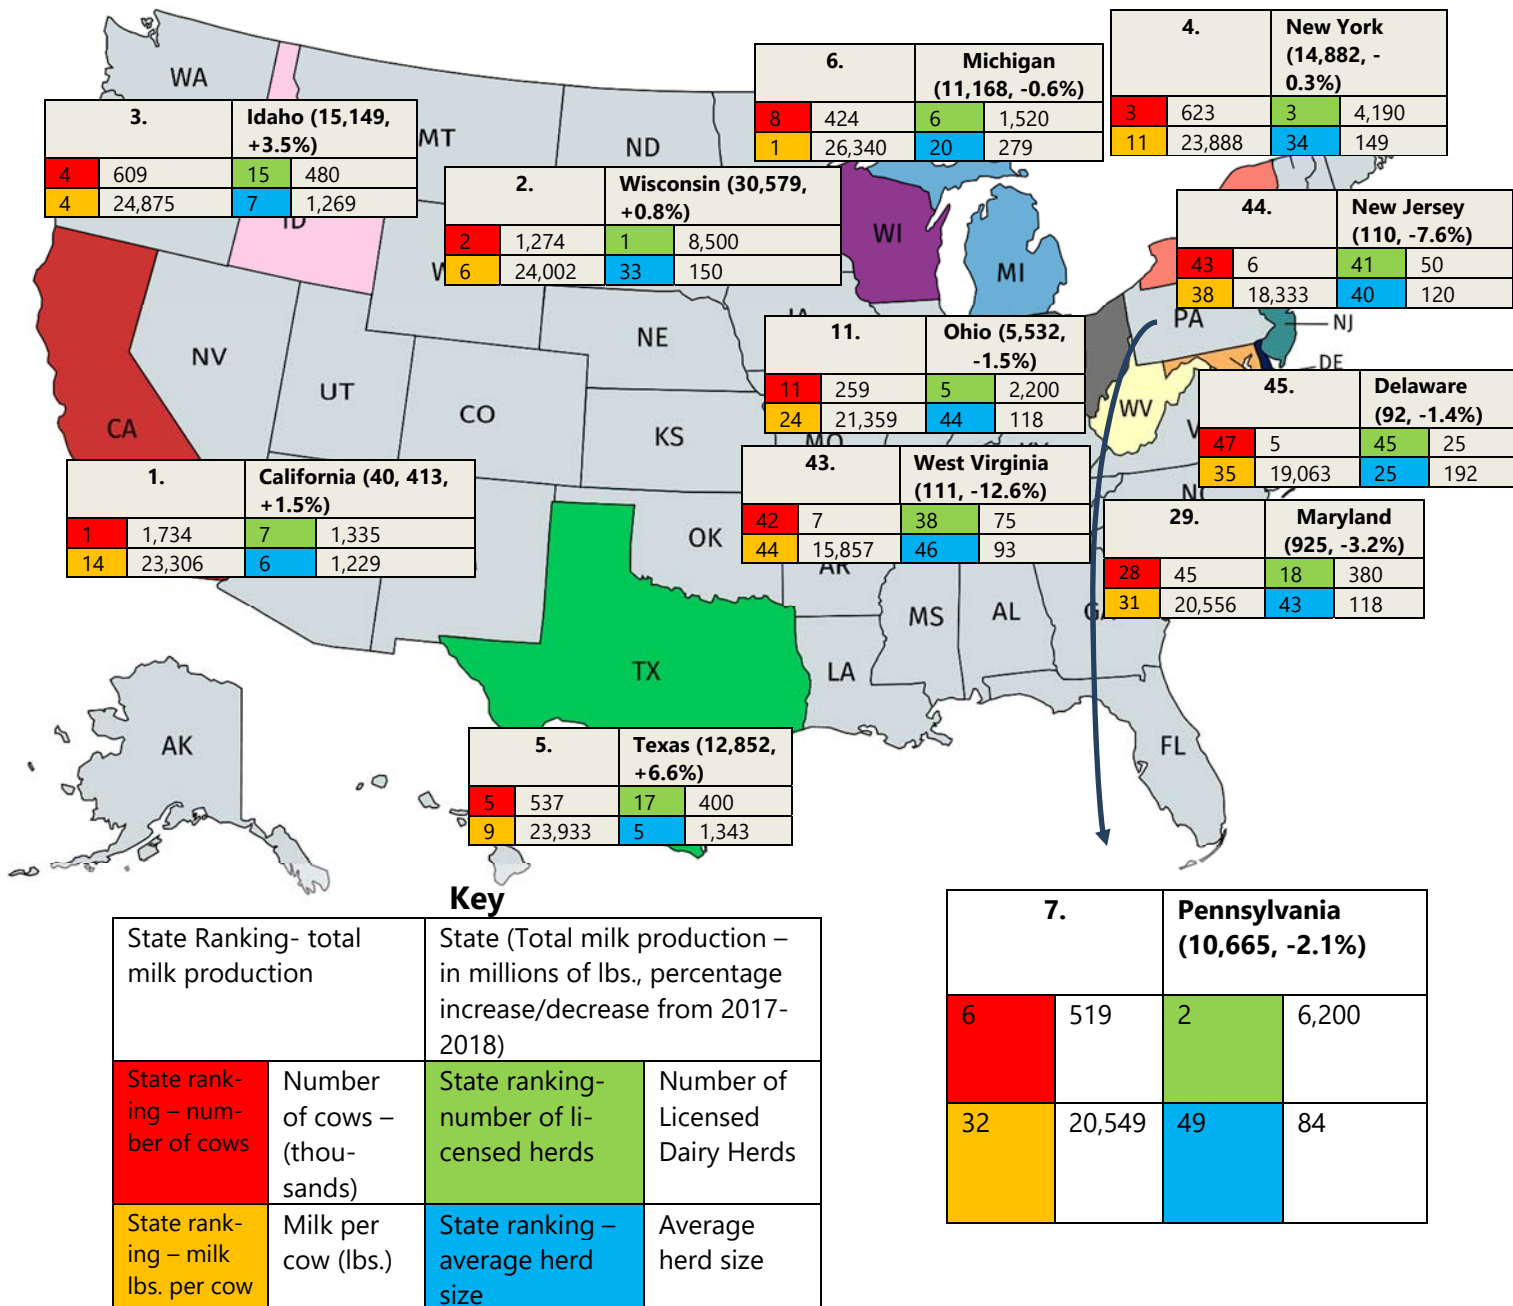 WA
MT
ND
ID
W
NV
UT
CA
CO
NE
KS
OK
TX
IA
MO
KY
AR
LA
MS
AL
GA
FL
WI
MI
WV
V
NC
PA
NJ
DE
AK
3. Idaho (15,149,
+3.5%)
4 609 15 480
4 24,875 7 1,269
2. Wisconsin (30,579,
+0.8%)
2 1,274 1 8,500
6 24,002 33 150
6. Michigan
(11,168, -0.6%)
8 424 6 1,520
1 26,340 20 279
4. New York
(14,882, -
0.3%)
3 623 3 4,190
11 23,888 34 149
44. New Jersey
(110, -7.6%)
43 6 41 50
38 18,333 40 120
11. Ohio (5,532,
-1.5%)
11 259 5 2,200
24 21,359 44 118
45. Delaware
(92, -1.4%)
47 5 45 25
35 19,063 25 192
1. California (40, 413,
+1.5%)
1 1,734 7 1,335
14 23,306 6 1,229
43. West Virginia
(111, -12.6%)
42 7 38 75
44 15,857 46 93
29. Maryland
(925, -3.2%)
28 45 18 380
31 20,556 43 118
5. Texas (12,852,
+6.6%)
5 537 17 400
9 23,933 5 1,343
Key
State Ranking- total
milk production
State (Total milk production –
in millions of lbs., percentage
increase/decrease from 2017-
2018)
State rank-
ing – num-
ber of cows
Number
of cows –
(thou-
sands)
State ranking-
number of li-
censed herds
Number of
Licensed
Dairy Herds
State rank-
ing – milk
lbs. per cow
Milk per
cow (lbs.)
State ranking –
average herd
size
Average
herd size
7. Pennsylvania
(10,665, -2.1%)
6 519 2 6,200
32 20,549 49 84